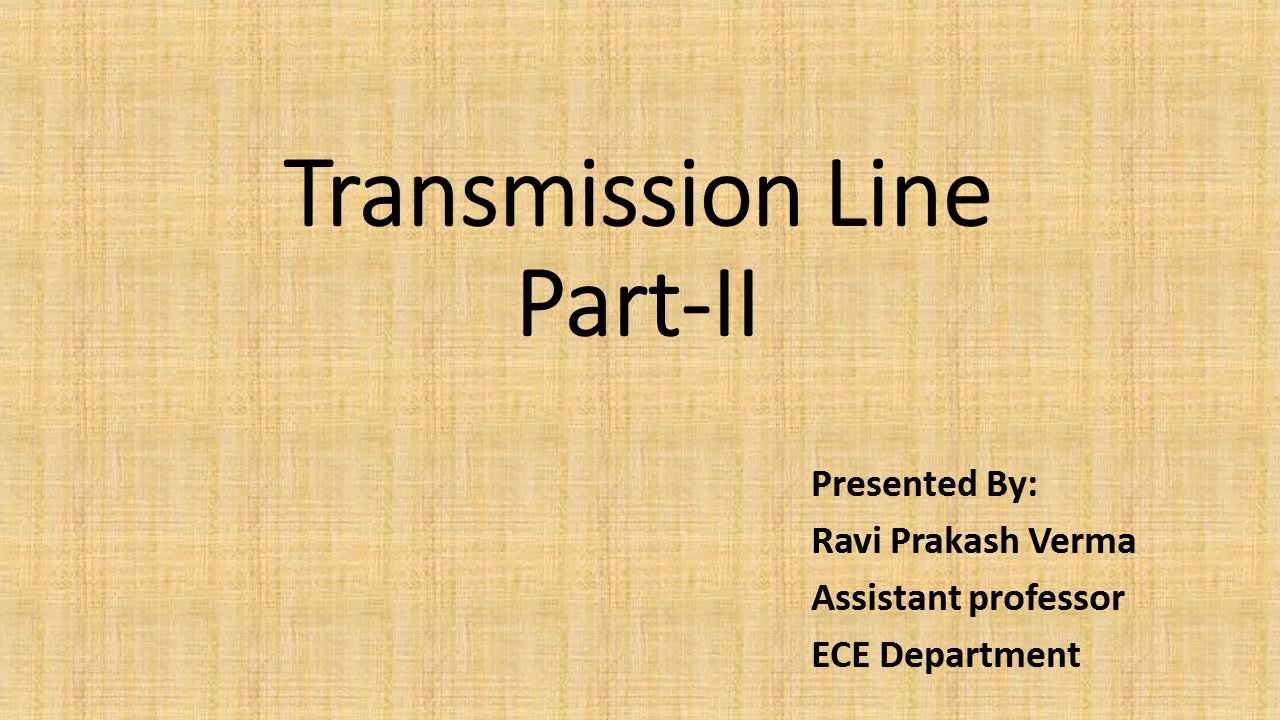 Transmission Line
Part-II
Presented By:
Ravi Prakash Verma
Assistant professor
ECE Department